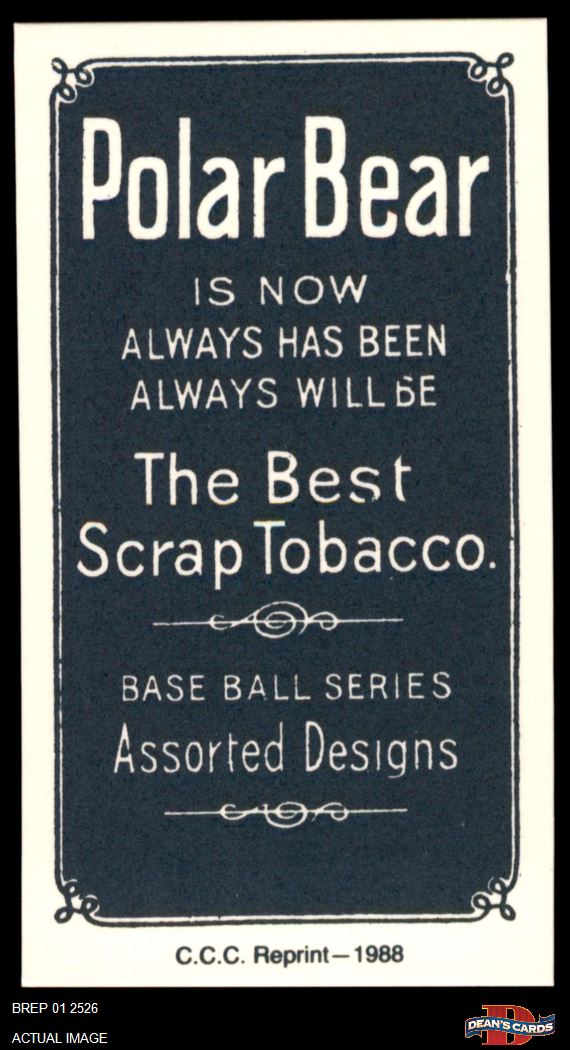 Polar Bear
IS NOW
ALWAYS HAS BEEN
ALWAYS WILL BE
The Best
Scrap Tobacco.
BASE BALL SERIES
Assorted Designs
C.C.C. Reprint—1988
BREP 01 2526
ACTUAL IMAGE
D
DEAN'S CARDS